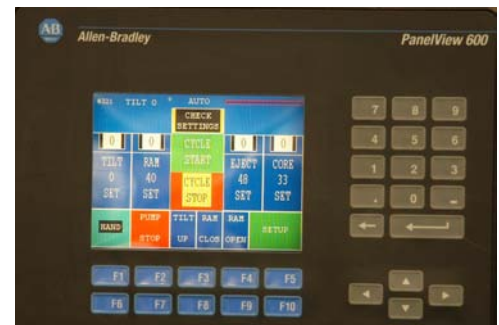 AB
Allen-Bradley
PanelView 600
TILT 0 ° AUTO
CHECK
SETTINGS
0 0 CYCLE 0 0
TILT RAM START EJECT CORE
0 40 CYCLE 48 33
SET SET STOP SET SET
HAND PUMP STOP TILT UP RAM CLOS RAM OPEN SETUP
7 8 9
4 5 6
1 2 3
. 0 -
F1 F2 F3 F4 F5
F6 F7 F8 F9 F10